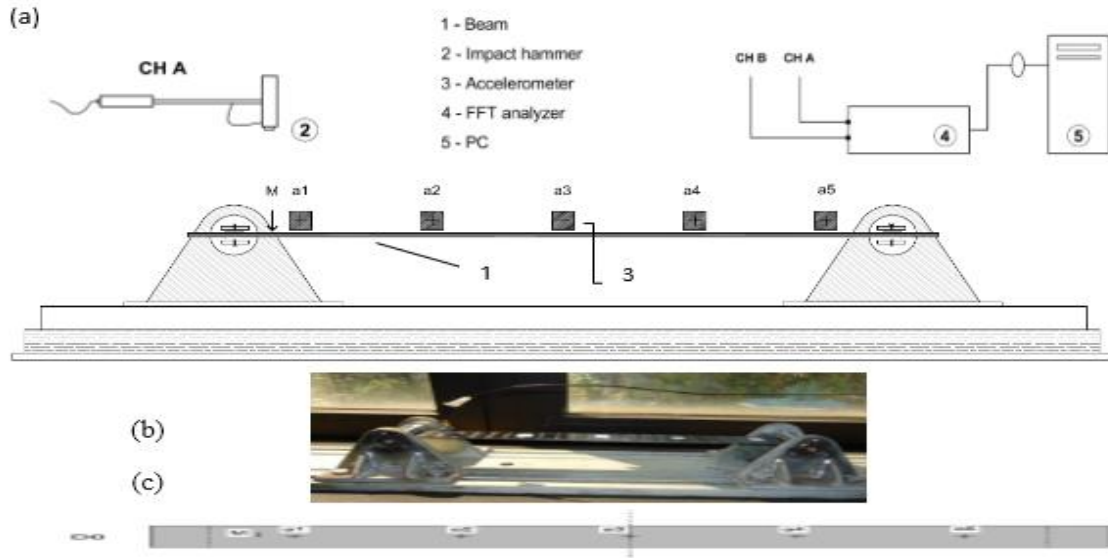 (a)
1 - Beam
2 - Impact hammer
3 - Accelerometer
4 - FFT analyzer
5 - PC
CH A
2
CH B CH A
4
5
M a1 a2 a3 a4 a5
1
3
(b)
(c)